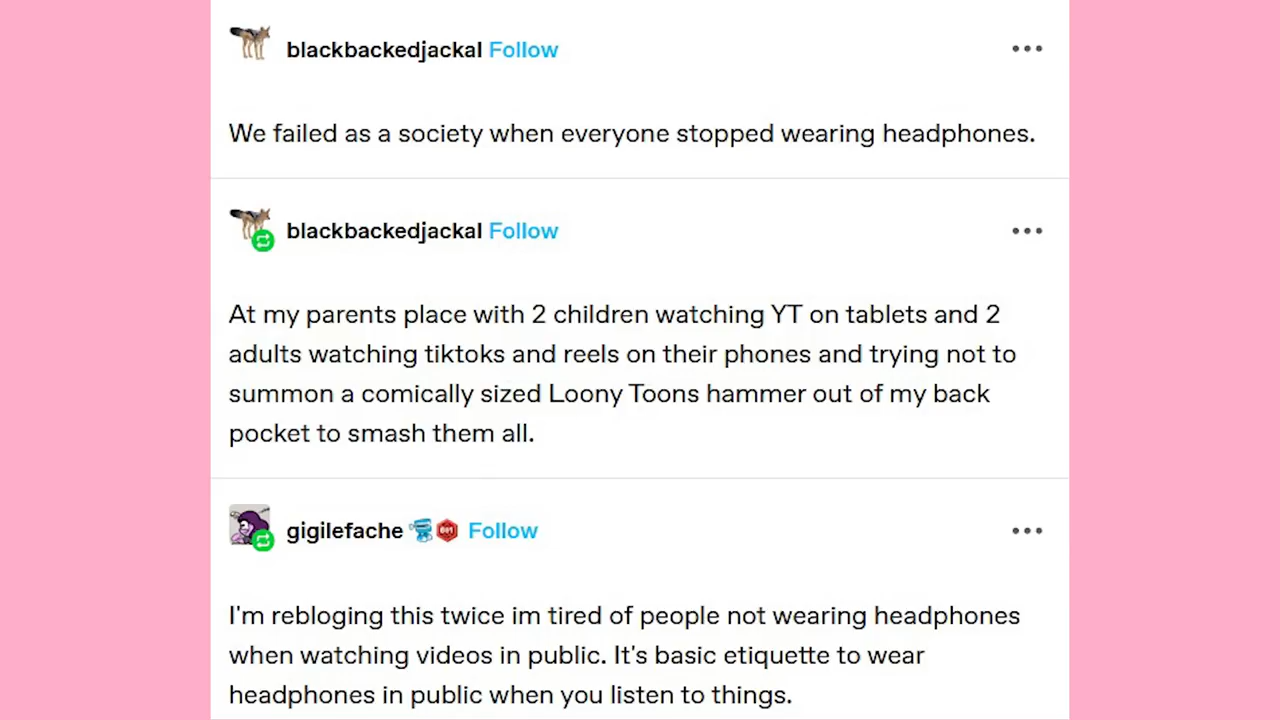 blackbackedjackal Follow
We failed as a society when everyone stopped wearing headphones.
blackbackedjackal Follow
At my parents place with 2 children watching YT on tablets and 2
adults watching tiktoks and reels on their phones and trying not to
summon a comically sized Loony Toons hammer out of my back
pocket to smash them all.
gigilefache Follow
I'm rebloging this twice im tired of people not wearing headphones
when watching videos in public. It's basic etiquette to wear
headphones in public when you listen to things.